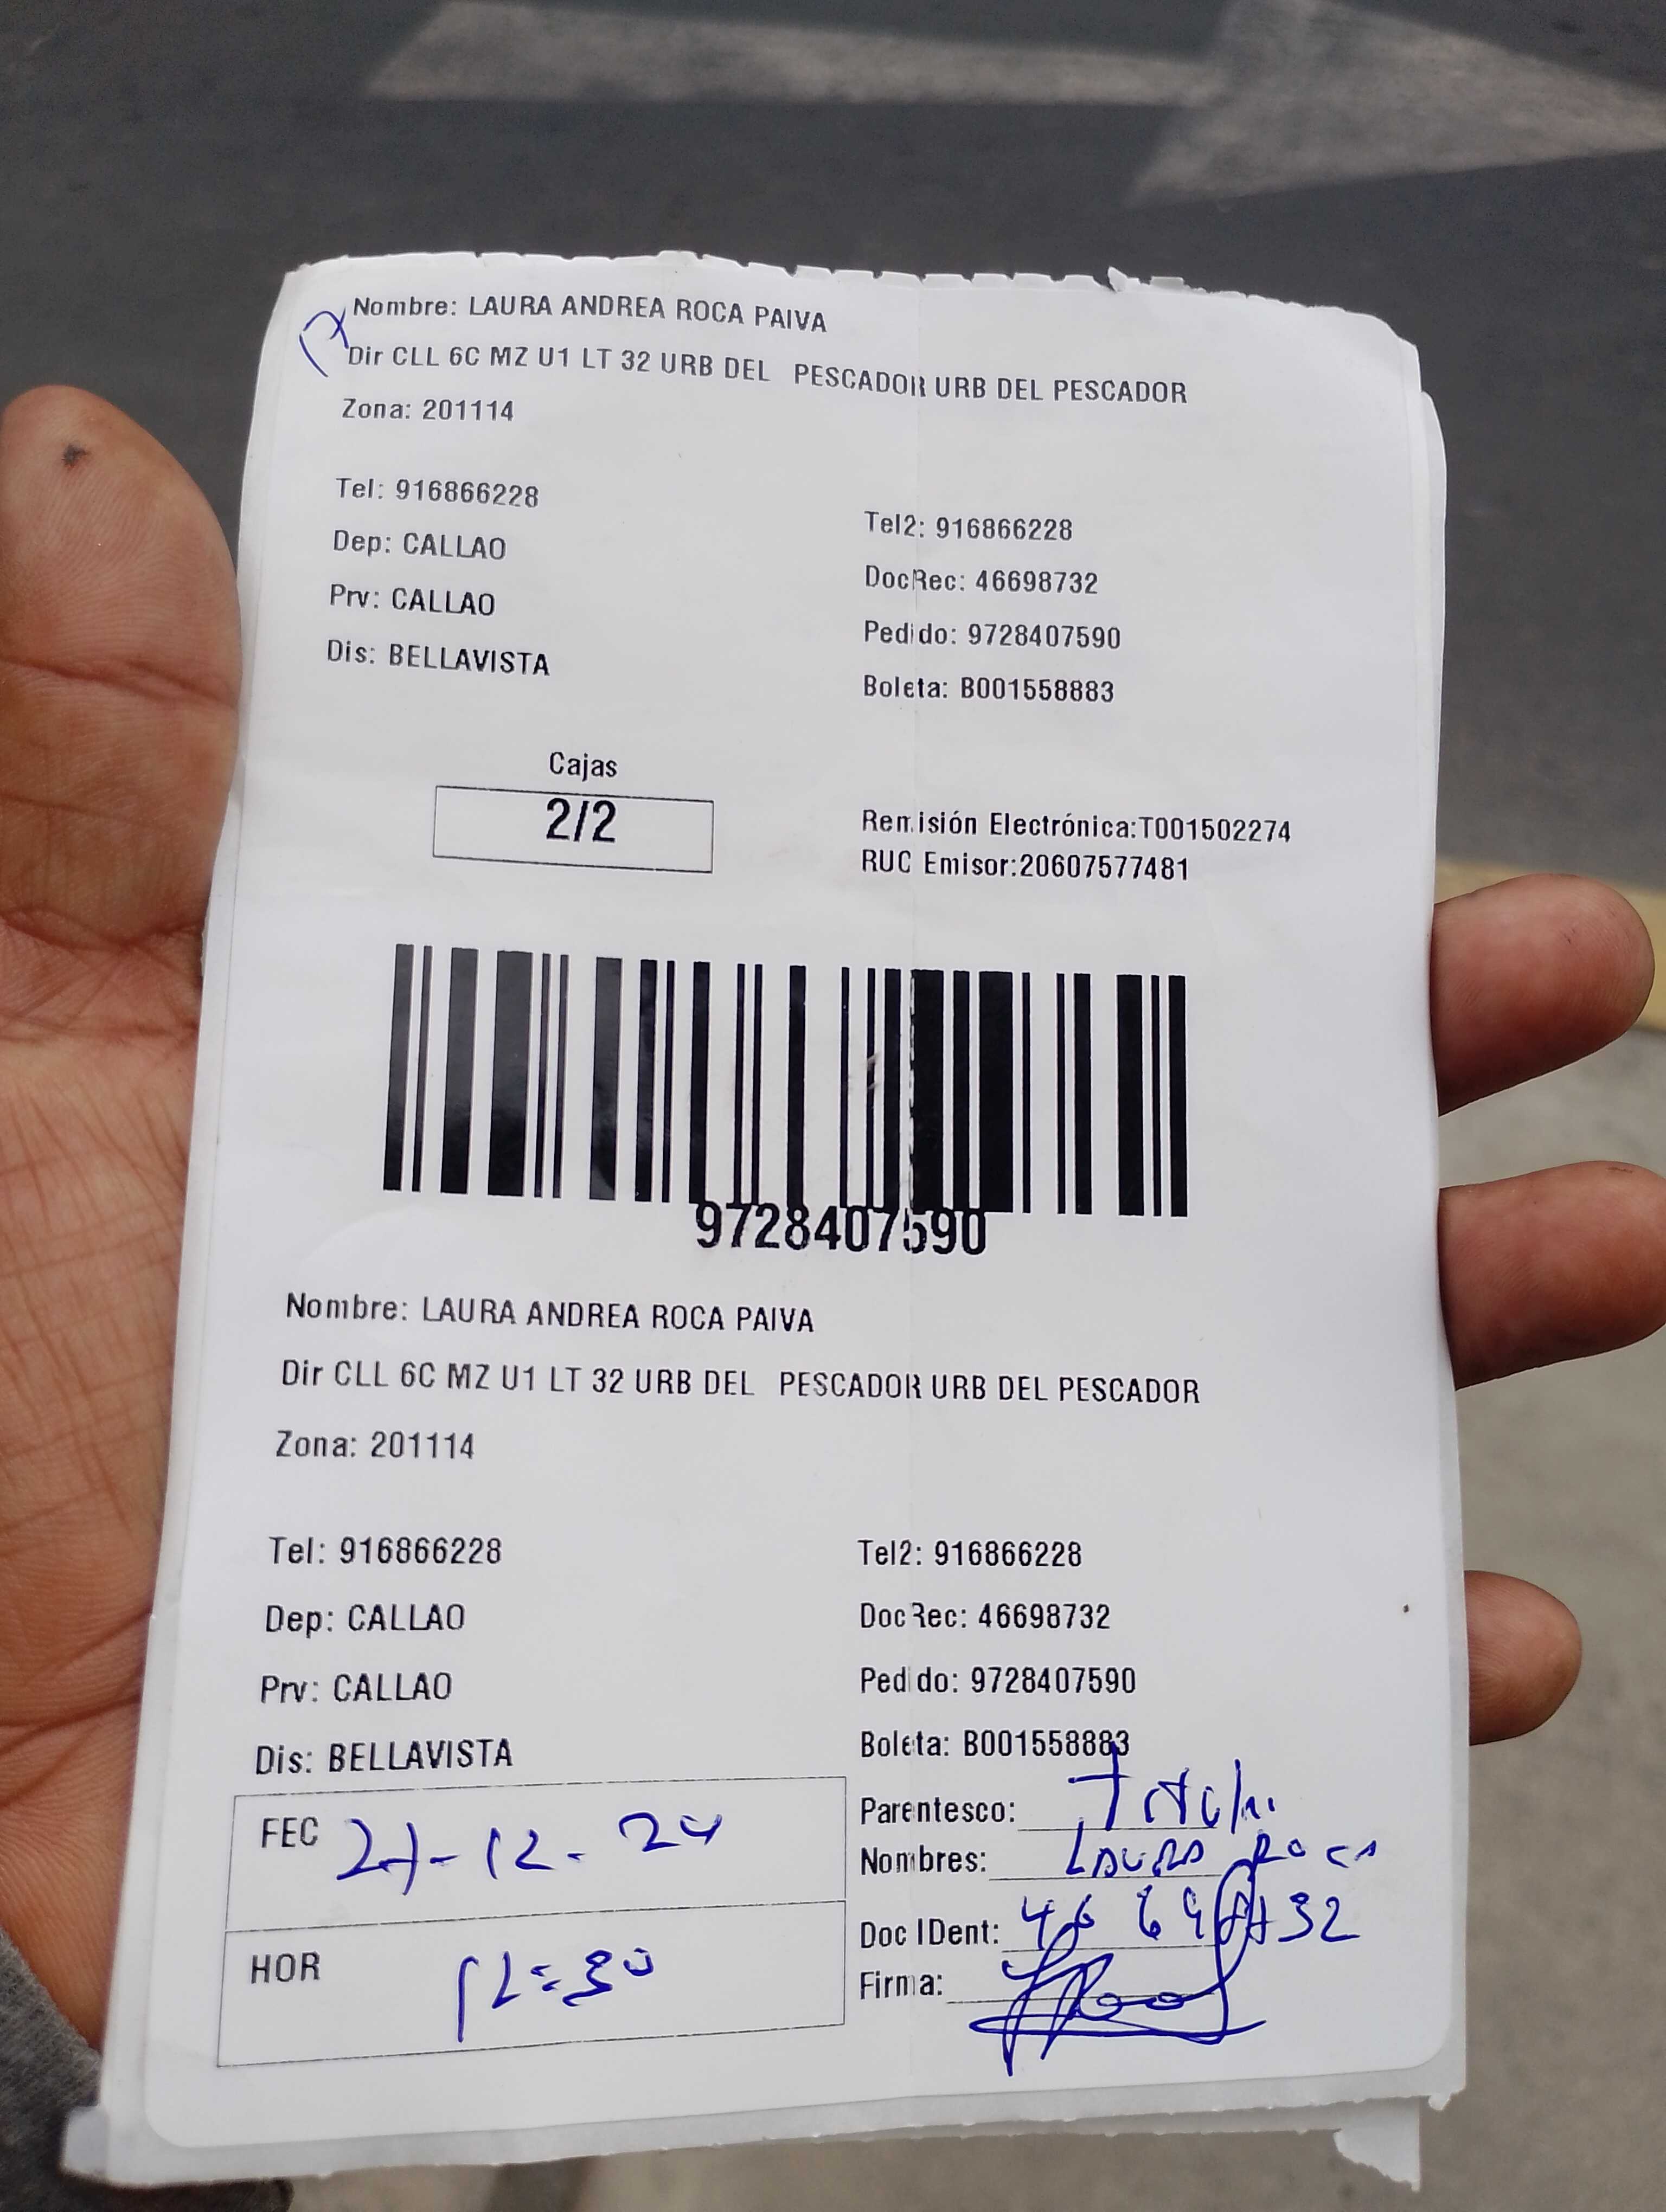 Nombre: LAURA ANDREA ROCA PAIVA
Dir CLL 6C MZ U1 LT 32 URB DEL PESCADOR URB DEL PESCADOR
Zona: 201114
Tel: 916866228
Tel2: 916866228
Dep: CALLAO
DocRec: 46698732
Prv: CALLAO
Pedido: 9728407590
Dis: BELLAVISTA
Boleta: B001558883
Cajas
2/2
Remisión Electrónica:T001502274
RUC Emisor:20607577481
9728407590
Nombre: LAURA ANDREA ROCA PAIVA
Dir CLL 6C MZ U1 LT 32 URB DEL PESCADOR URB DEL PESCADOR
Zona: 201114
Tel: 916866228
Tel2: 916866228
Dep: CALLAO
DocRec: 46698732
Prv: CALLAO
Pedido: 9728407590
Dis: BELLAVISTA
Boleta: B001558883
FEC 27-12-24
Parentesco:
Nombres: LAURA ROCA
Doc IDent: 46698732
HOR 12:30
Firma: